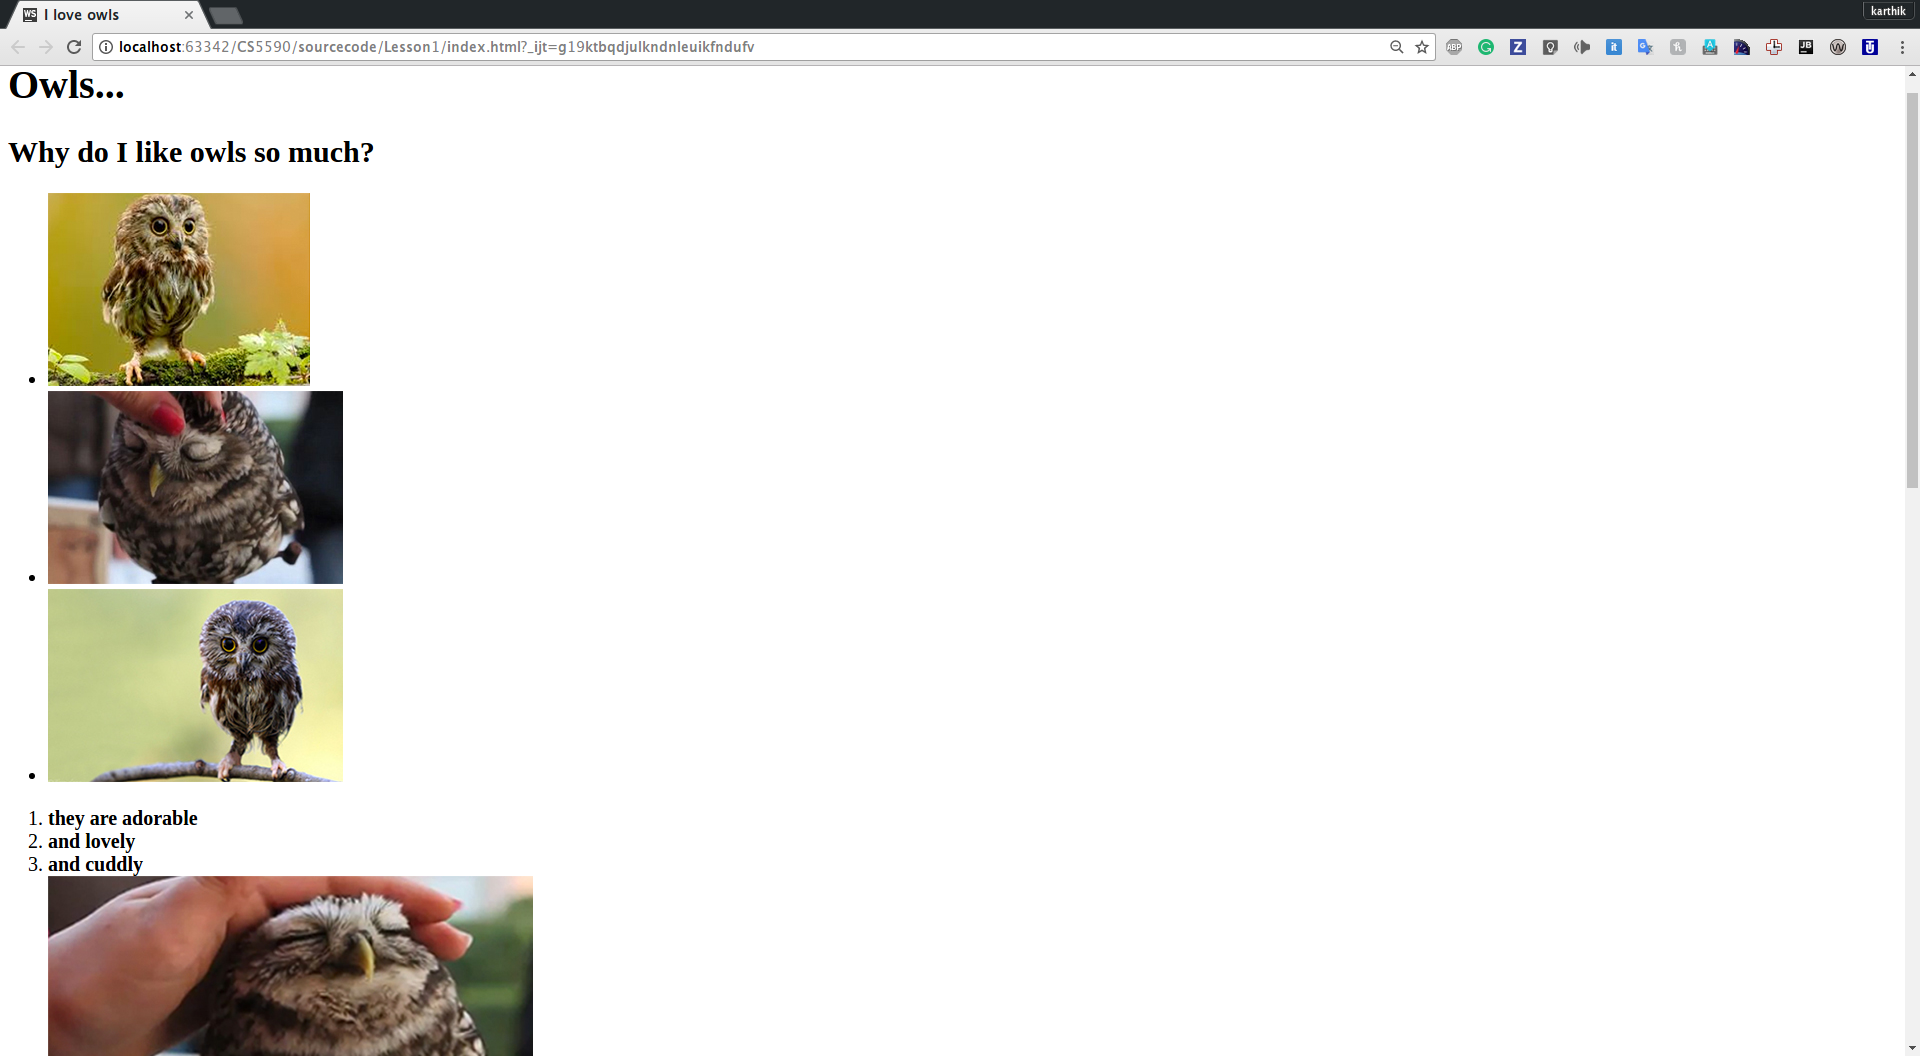 I love owls
karthik
localhost:63342/CS5590/sourcecode/Lesson1/index.html?_ijt=g19ktbqdjulkndnleuikfndufv
Owls...
Why do I like owls so much?
1. they are adorable
2. and lovely
3. and cuddly